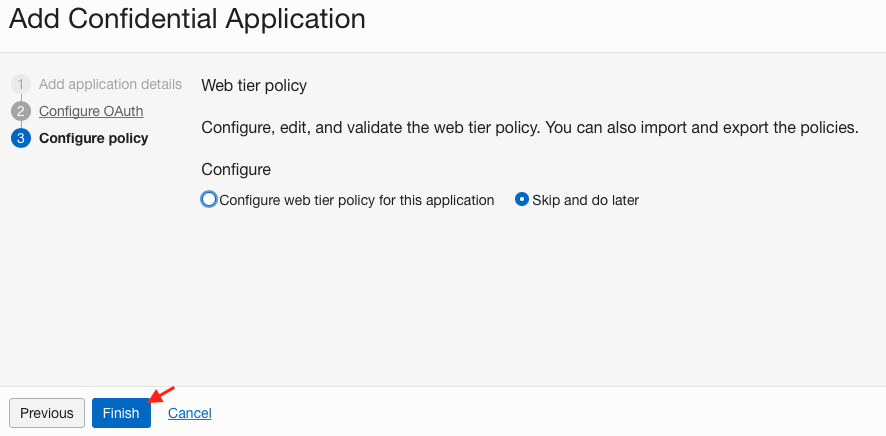 Add Confidential Application
1 Add application details
2 Configure OAuth
3 Configure policy
Web tier policy
Configure, edit, and validate the web tier policy. You can also import and export the policies.
Configure
Configure web tier policy for this application Skip and do later
Previous Finish Cancel